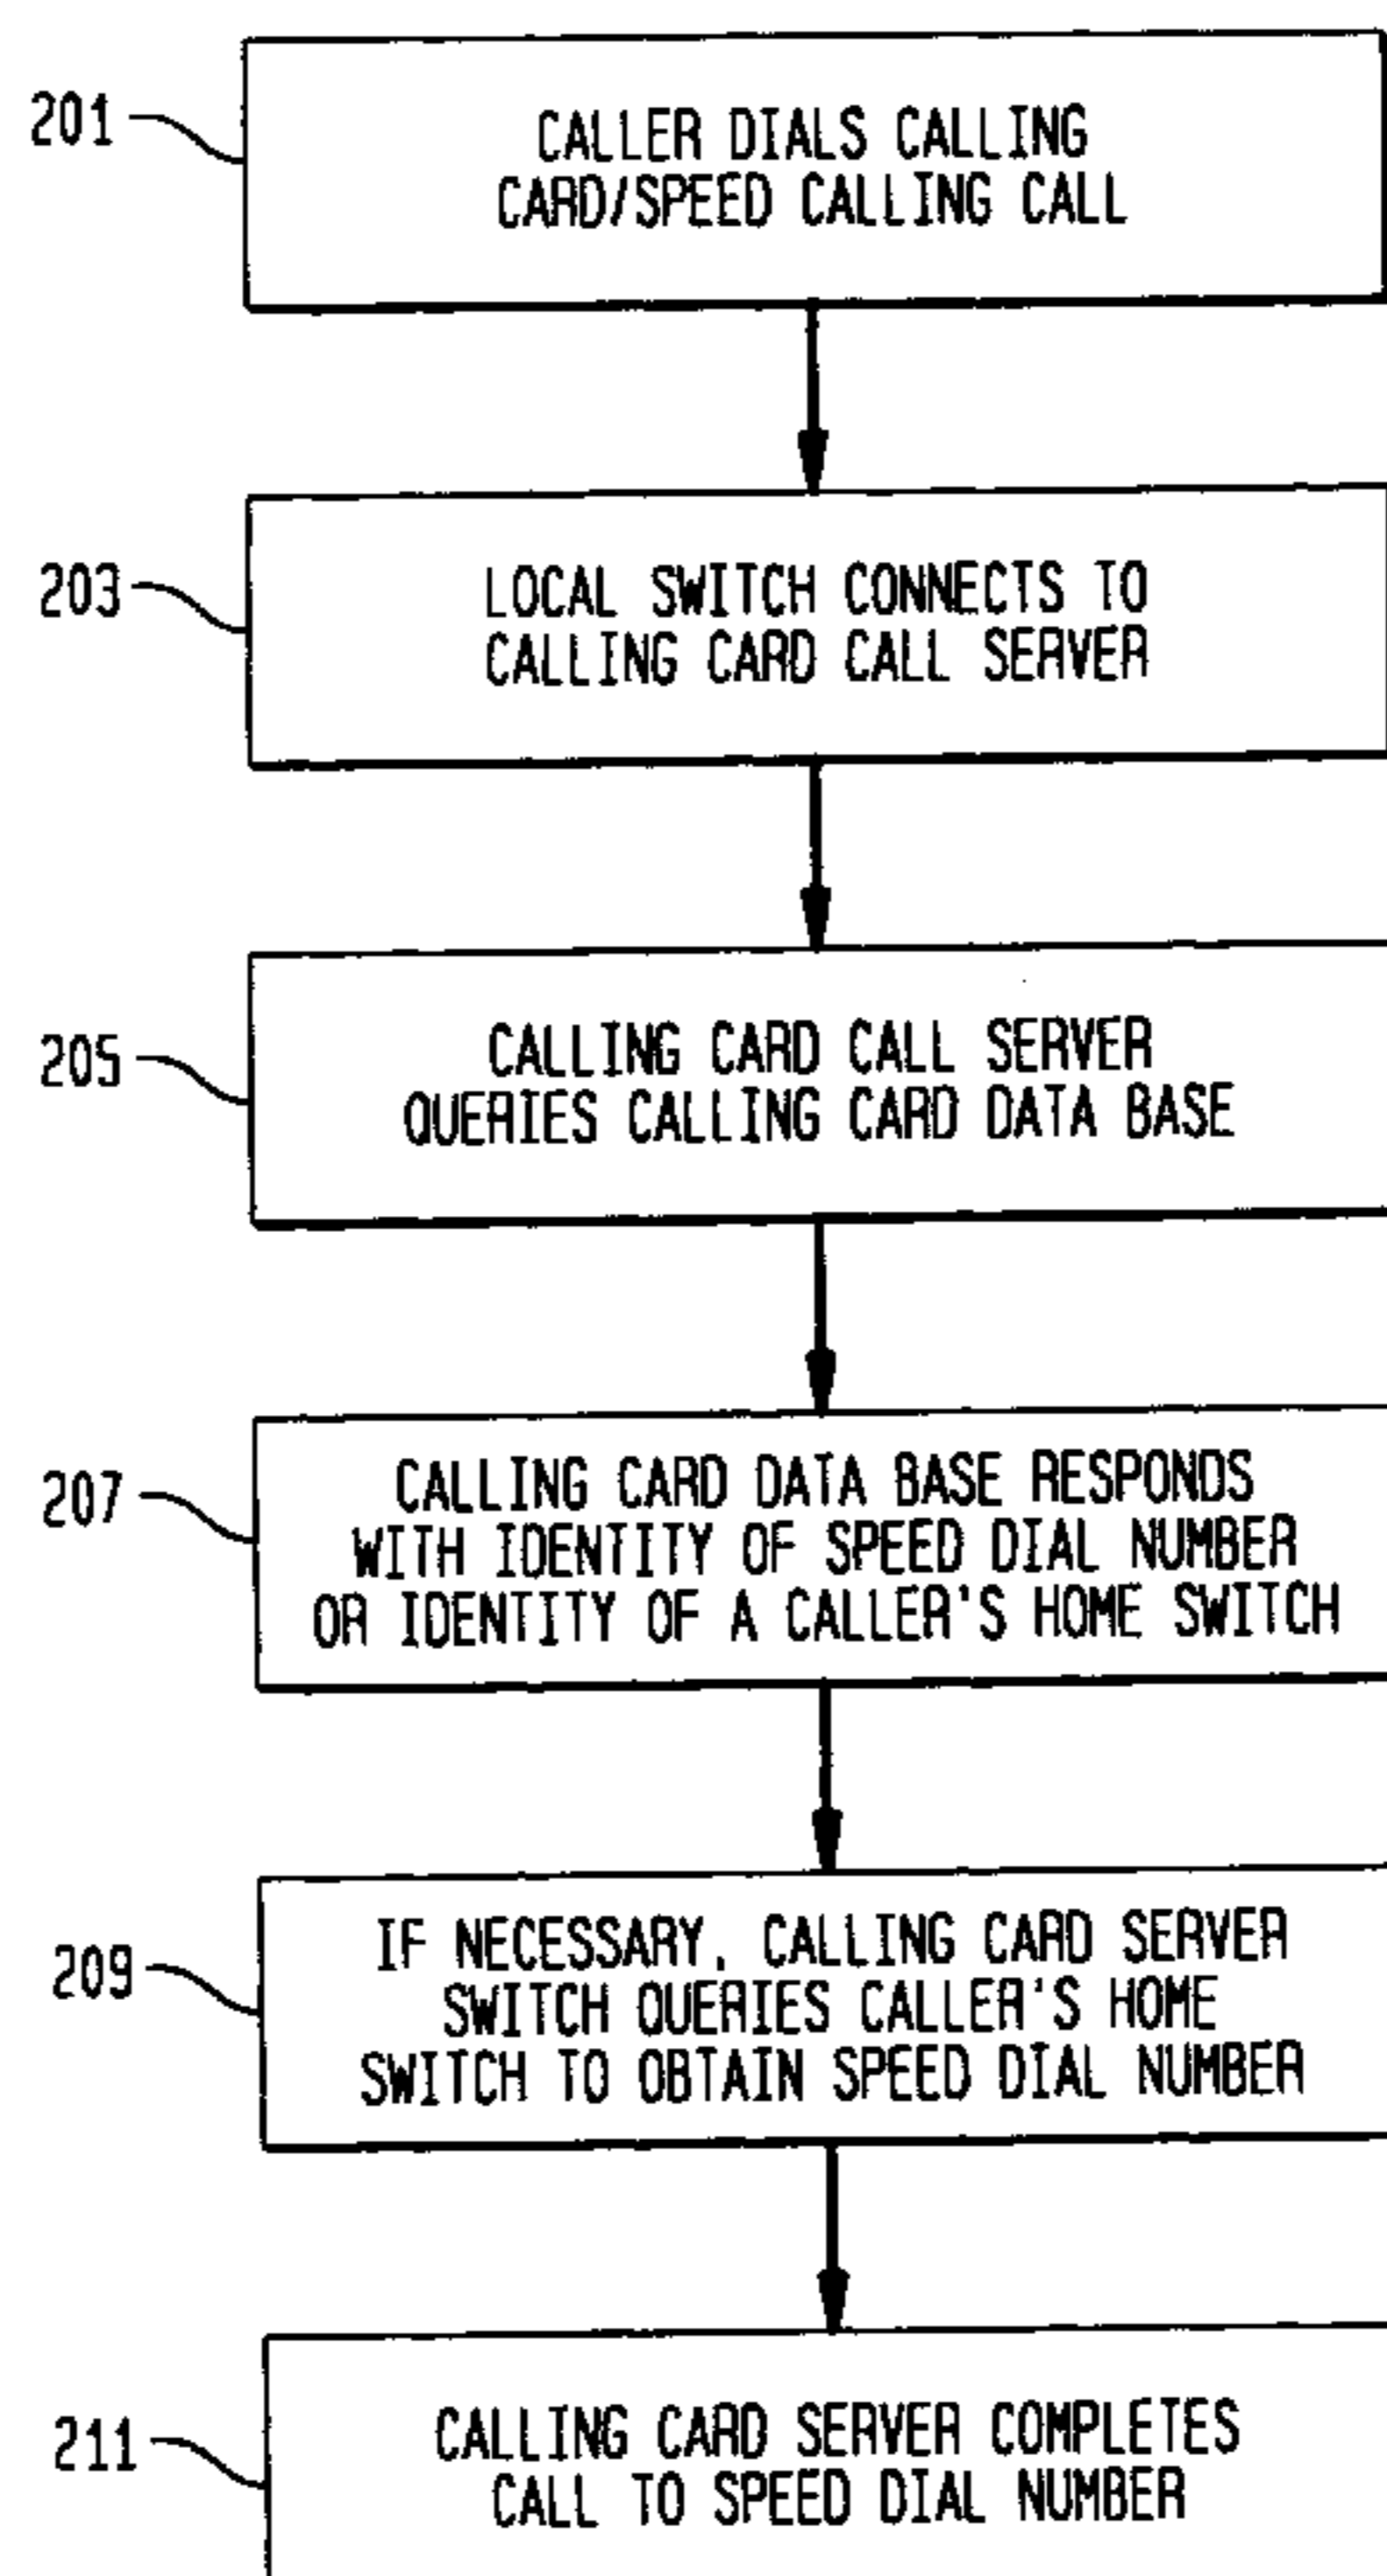 201
CALLER DIALS CALLING
CARD/SPEED CALLING CALL
203
LOCAL SWITCH CONNECTS TO
CALLING CARD CALL SERVER
205
CALLING CARD CALL SERVER
QUERIES CALLING CARD DATA BASE
207
CALLING CARD DATA BASE RESPONDS
WITH IDENTITY OF SPEED DIAL NUMBER
OR IDENTITY OF A CALLER'S HOME SWITCH
209
IF NECESSARY, CALLING CARD SERVER
SWITCH QUERIES CALLER'S HOME
SWITCH TO OBTAIN SPEED DIAL NUMBER
211
CALLING CARD SERVER COMPLETES
CALL TO SPEED DIAL NUMBER